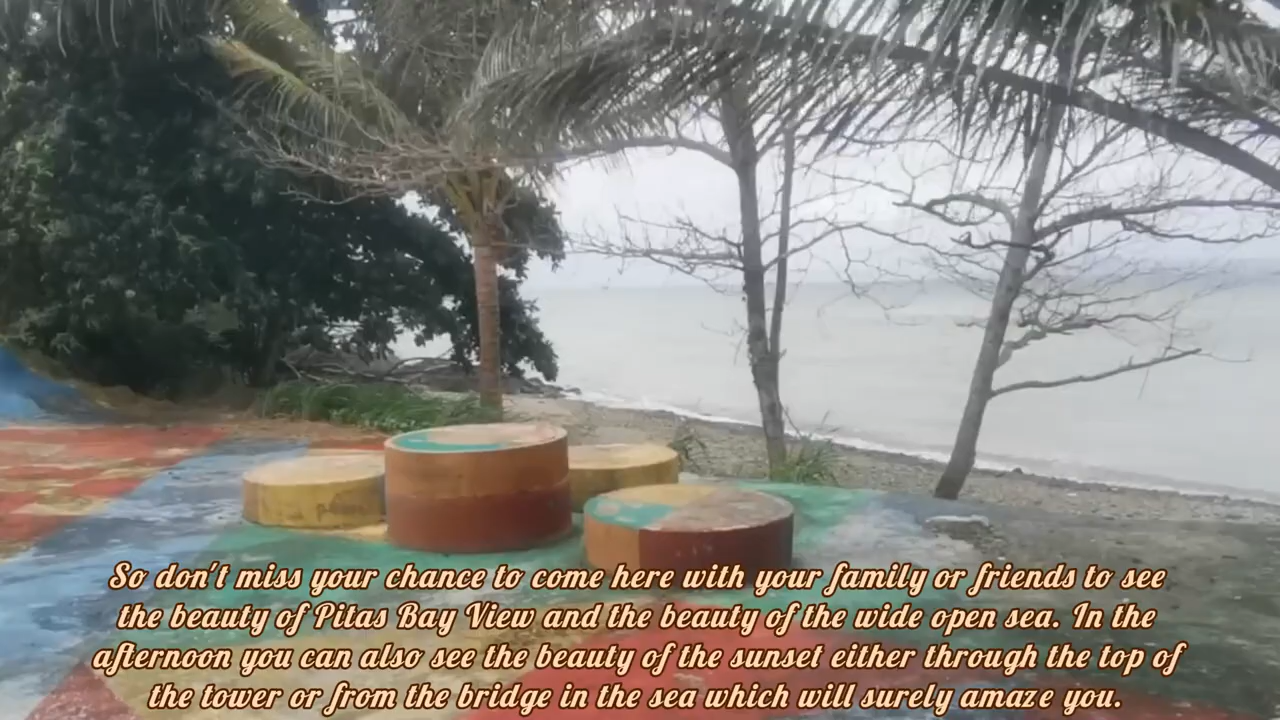 So don't miss your chance to come here with your family or friends to see
the beauty of Pitas Bay View and the beauty of the wide open sea. In the
afternoon you can also see the beauty of the sunset either through the top of
the tower or from the bridge in the sea which will surely amaze you.